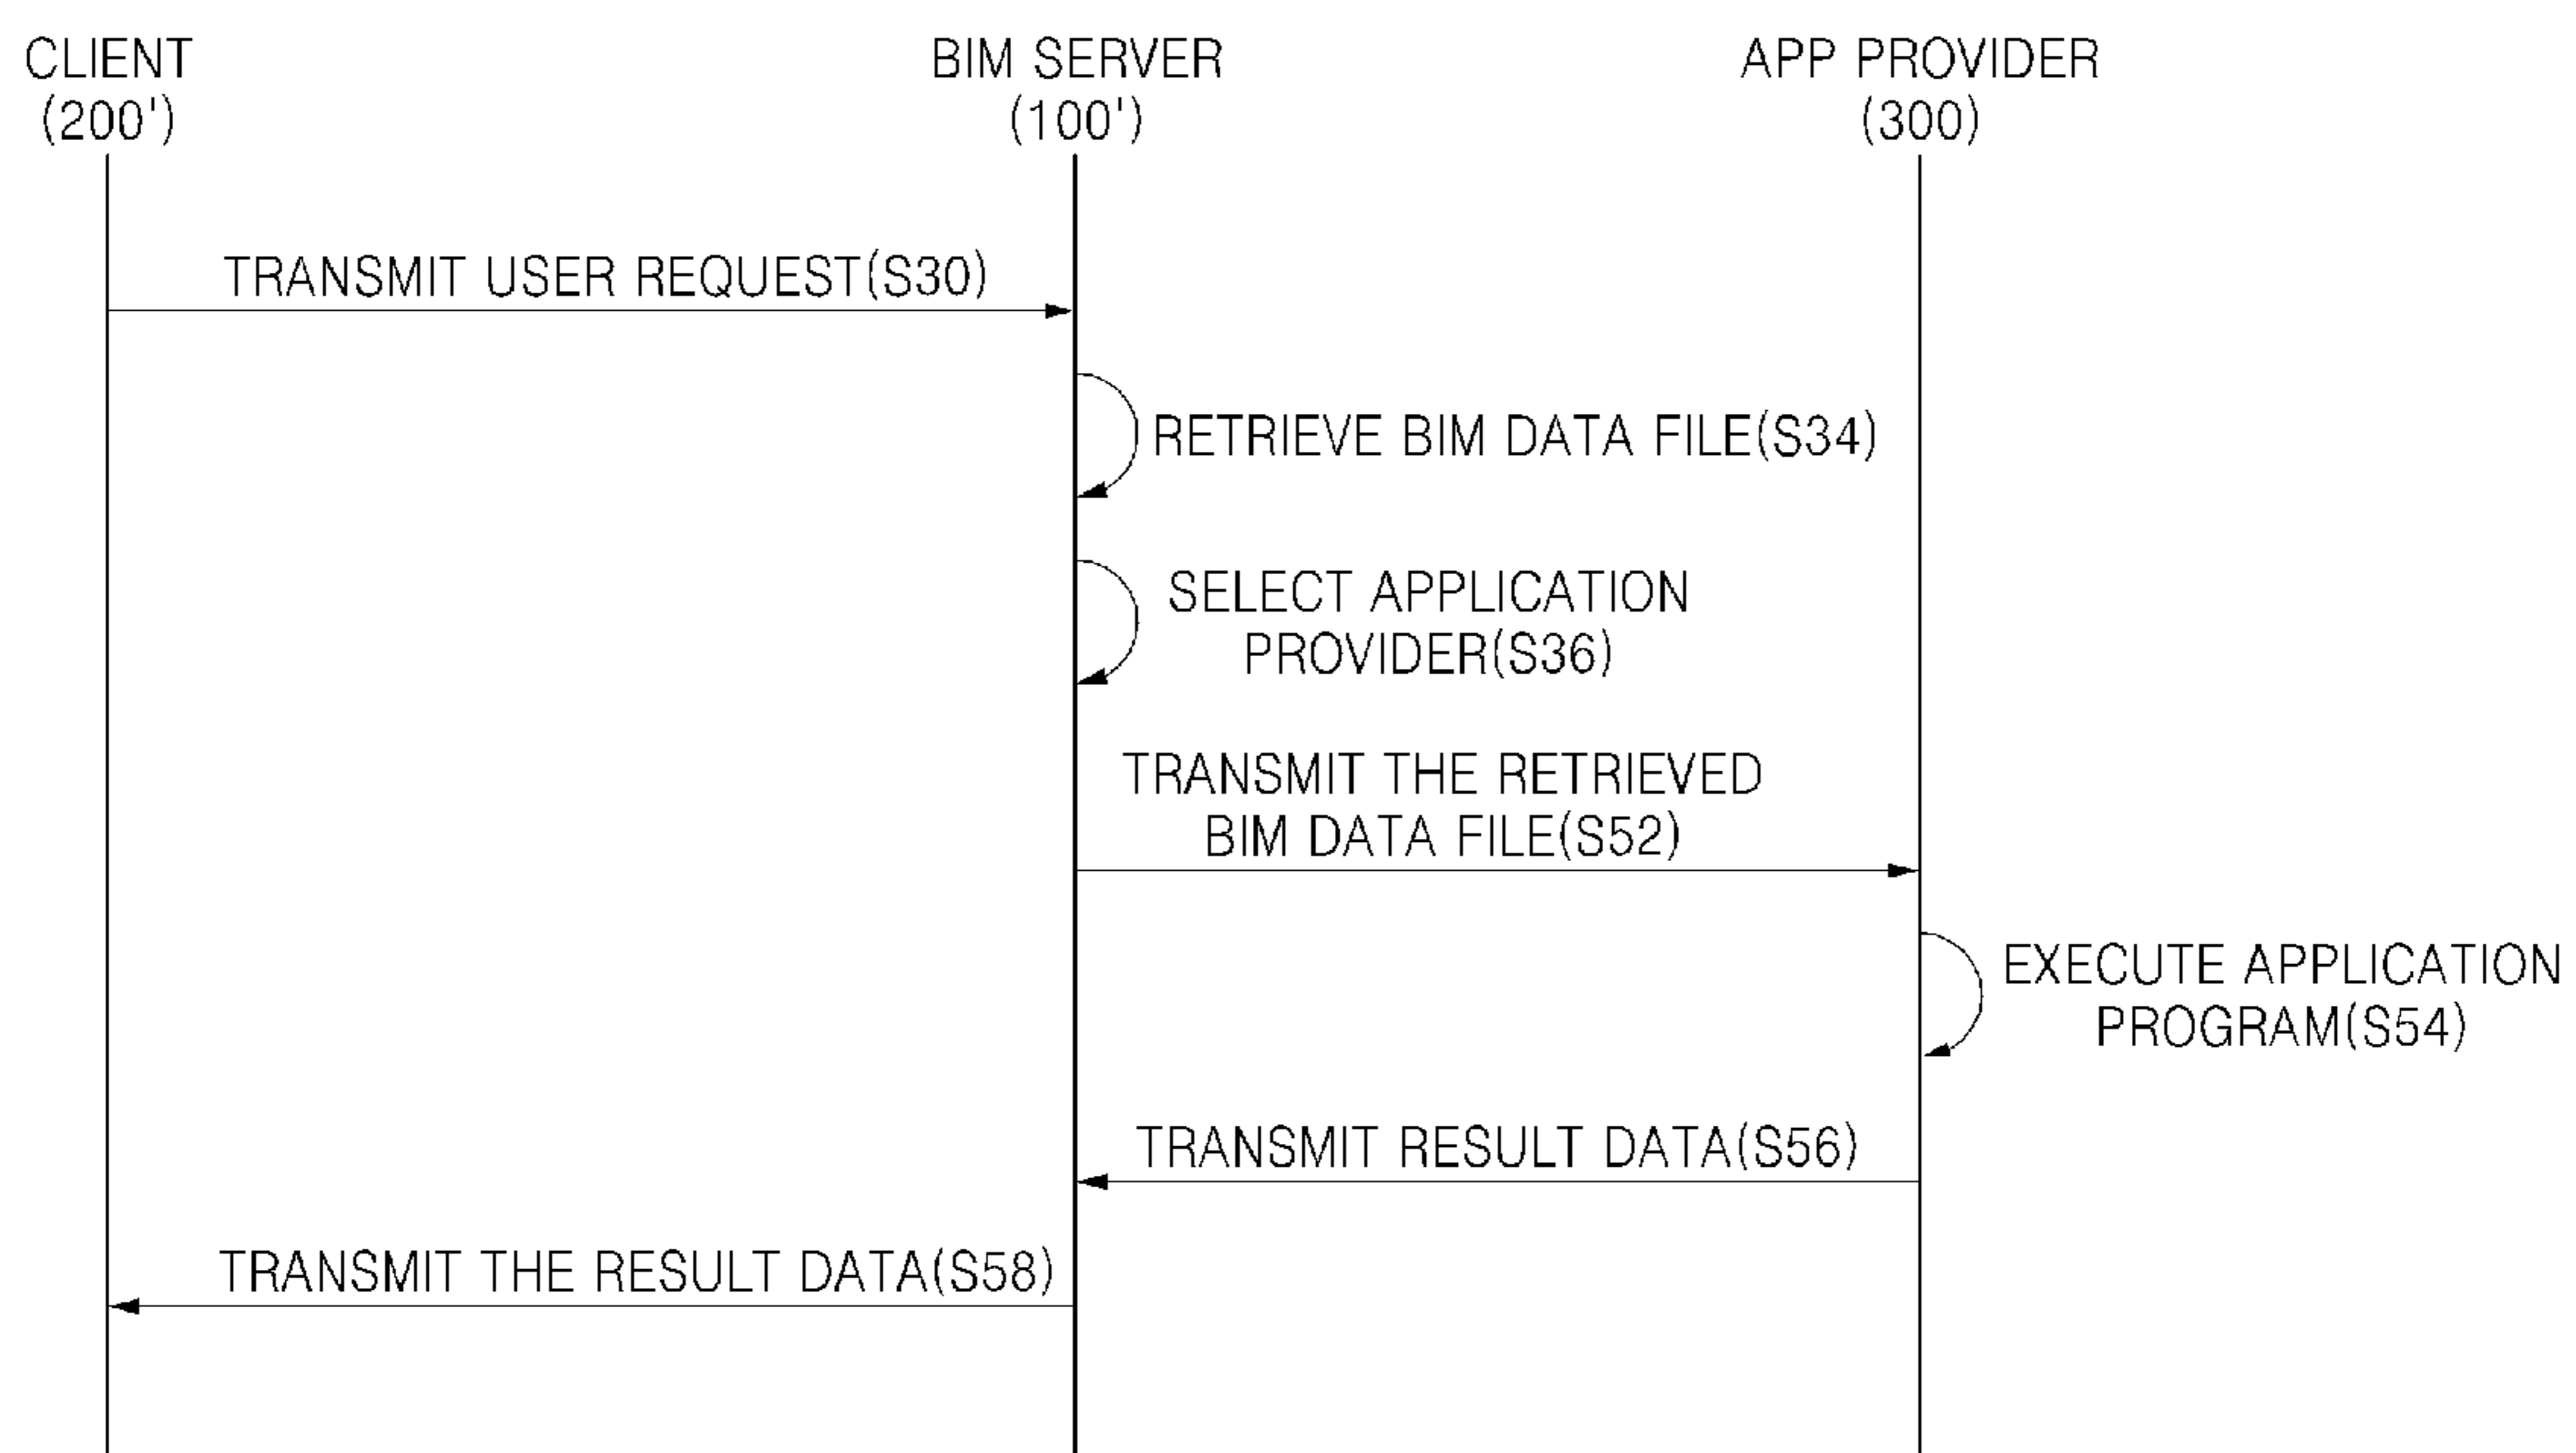 CLIENT
(200')
BIM SERVER
(100')
APP PROVIDER
(300)
TRANSMIT USER REQUEST(S30)
RETRIEVE BIM DATA FILE(S34)
SELECT APPLICATION
PROVIDER(S36)
TRANSMIT THE RETRIEVED
BIM DATA FILE(S52)
EXECUTE APPLICATION
PROGRAM(S54)
TRANSMIT RESULT DATA(S56)
TRANSMIT THE RESULT DATA(S58)